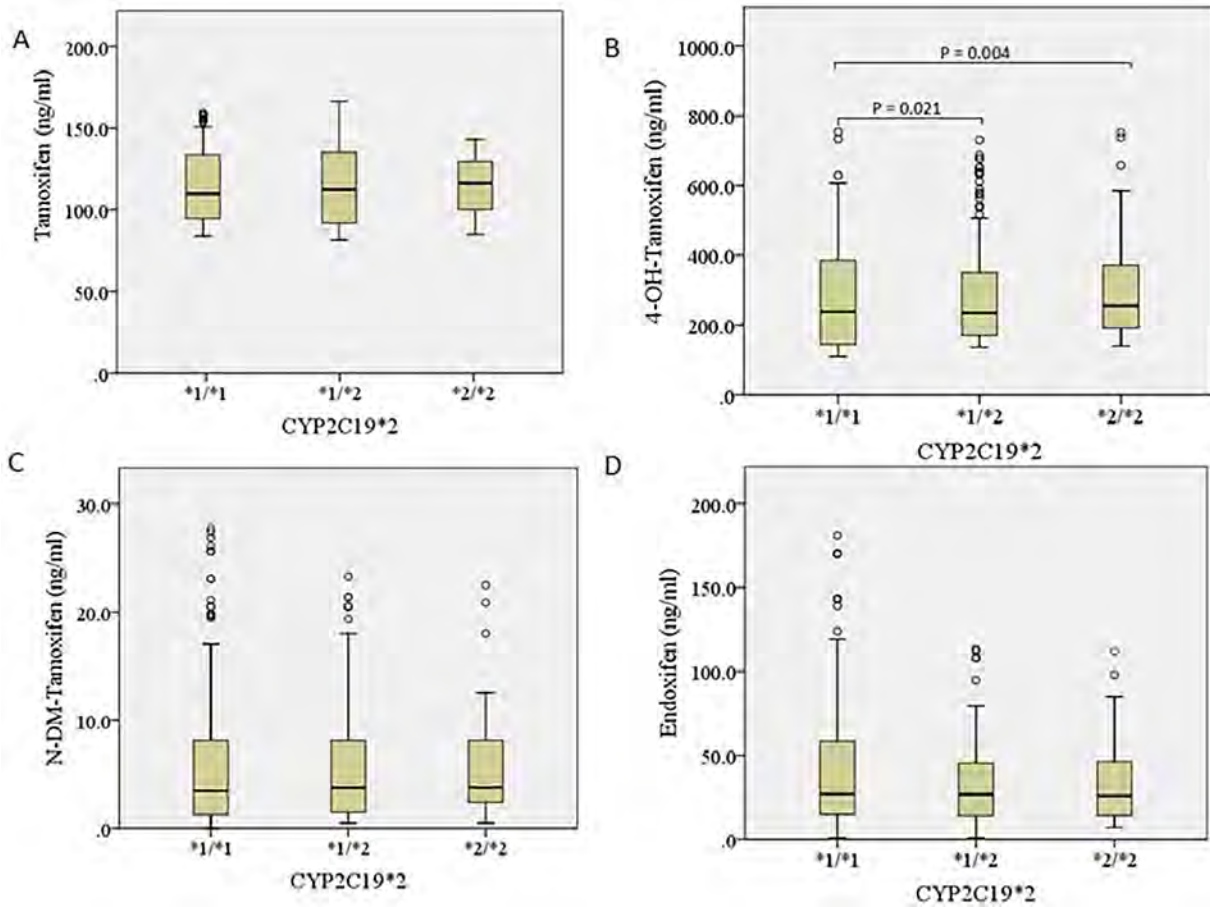 A
Tamoxifen (ng/ml)
200.0
150.0
100.0
50.0
.0
*1/*1 *1/*2 *2/*2
CYP2C19*2
B
4-OH-Tamoxifen (ng/ml)
1000.0
800.0
600.0
400.0
200.0
.0
P = 0.004
P = 0.021
*1/*1 *1/*2 *2/*2
CYP2C19*2
C
N-DM-Tamoxifen (ng/ml)
30.0
20.0
10.0
.0
*1/*1 *1/*2 *2/*2
CYP2C19*2
D
Endoxifen (ng/ml)
200.0
150.0
100.0
50.0
.0
*1/*1 *1/*2 *2/*2
CYP2C19*2